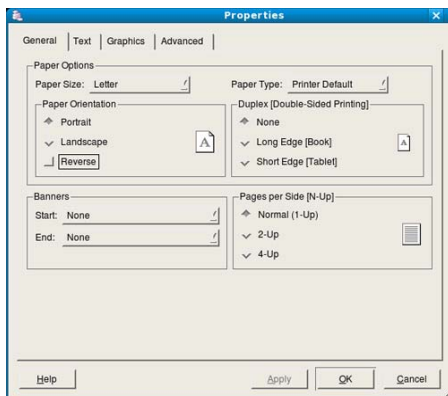 Properties
General Text Graphics Advanced
Paper Options
Paper Size: Letter Paper Type: Printer Default
Paper Orientation
Portrait
Landscape
Reverse
A
Duplex [Double-Sided Printing]
None
Long Edge [Book]
Short Edge [Tablet]
A
Banners
Start: None
End: None
Pages per Side [N-Up]
Normal (1-Up)
2-Up
4-Up
Help Apply OK Cancel